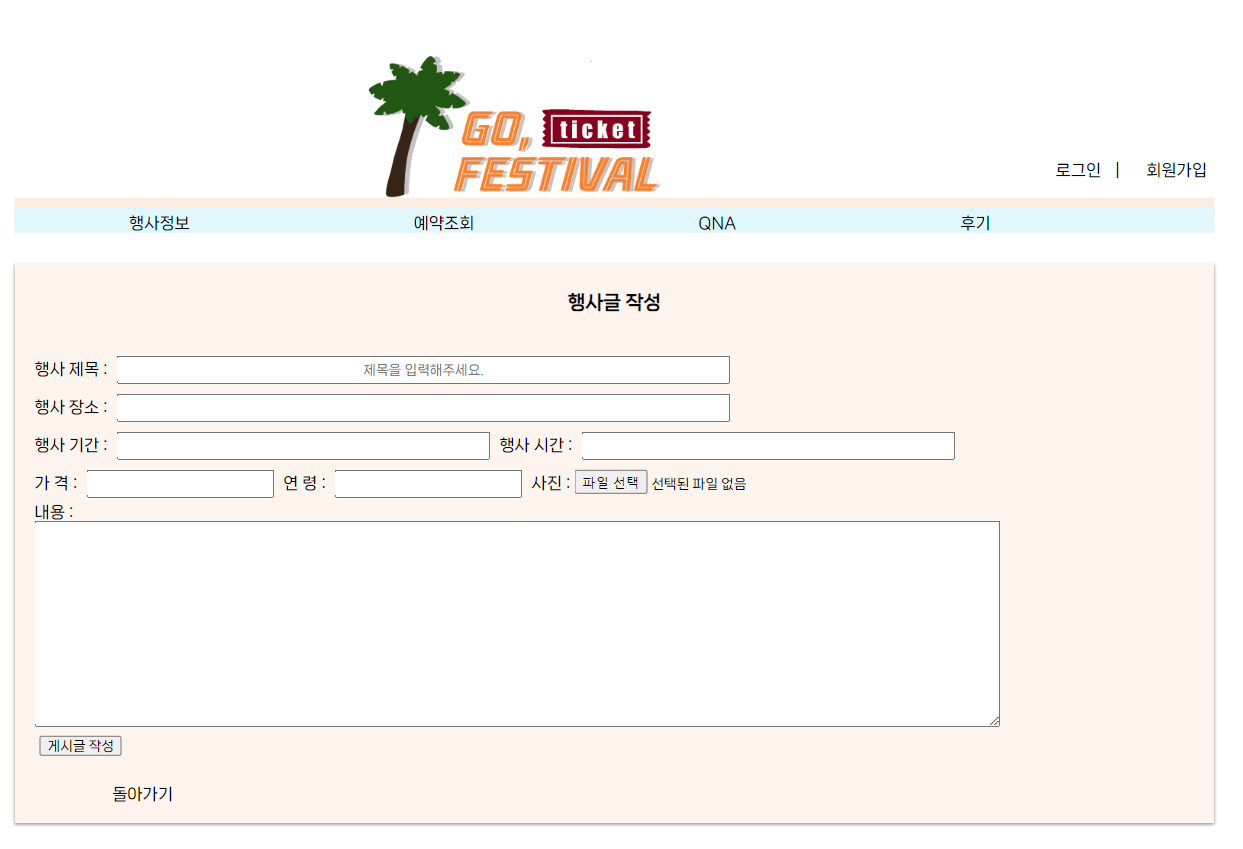 GO, ticket
FESTIVAL
로그인 | 회원가입
행사정보 예약조회 QNA 후기
행사글 작성
행사 제목 : 제목을 입력해주세요.
행사 장소 :
행사 기간 : 행사 시간 :
가 격 : 연 령 : 사진 : 파일 선택 선택된 파일 없음
내용 :
게시글 작성
돌아가기